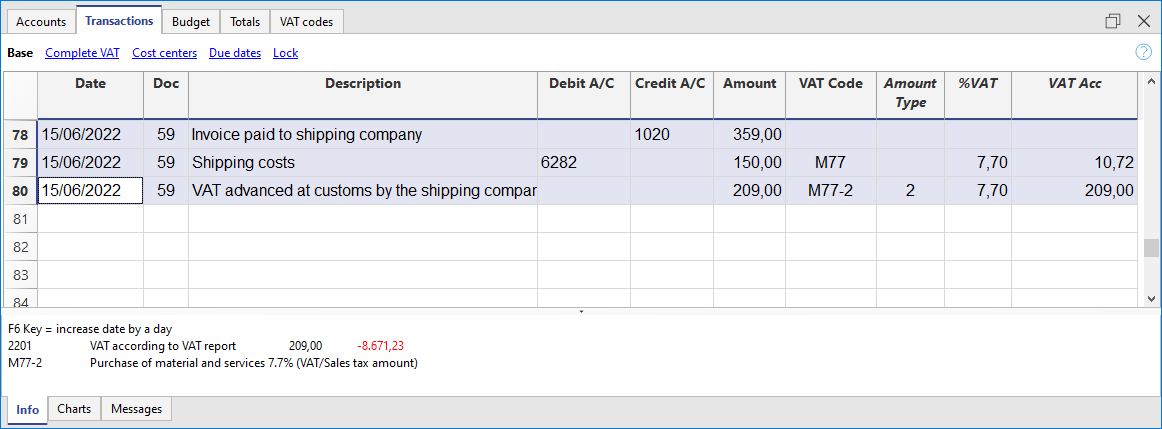 Accounts Transactions Budget Totals VAT codes
Base Complete VAT Cost centers Due dates Lock
Date Doc Description Debit A/C Credit A/C Amount VAT Code Amount Type %VAT VAT Acc
78 15/06/2022 59 Invoice paid to shipping company 1020 359,00
79 15/06/2022 59 Shipping costs 6282 150,00 M77 7,70 10,72
80 15/06/2022 59 VAT advanced at customs by the shipping compar 209,00 M77-2 2 7,70 209,00
81
82
83
84
F6 Key = increase date by a day
2201 VAT according to VAT report 209,00 -8.671,23
M77-2 Purchase of material and services 7.7% (VAT/Sales tax amount)
Info Charts Messages